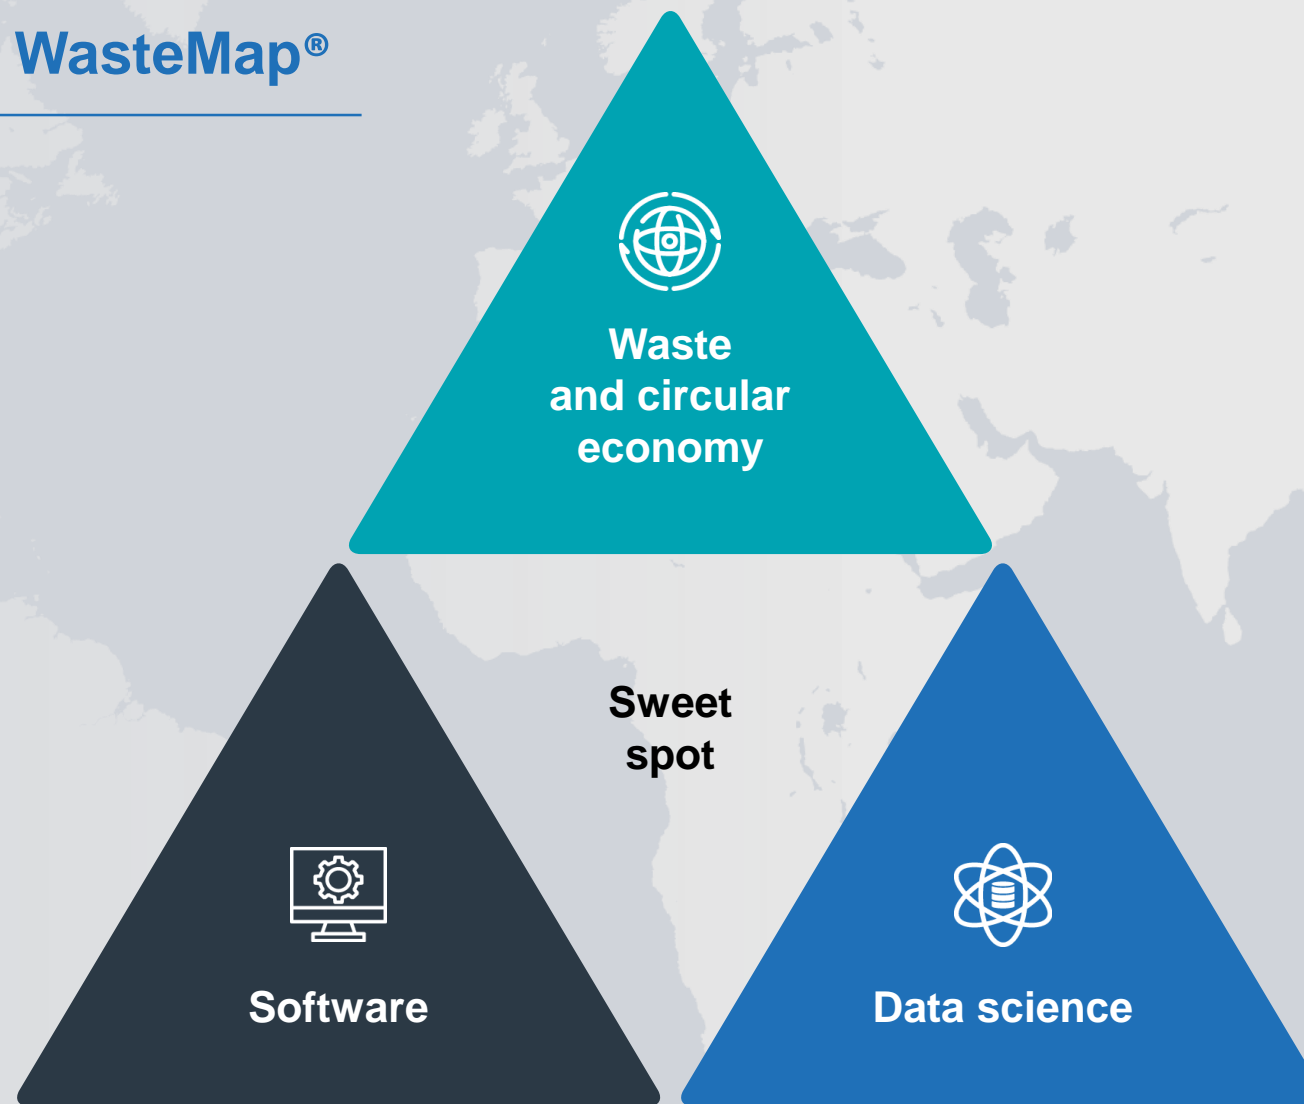 WasteMap®
Waste
and circular
economy
Sweet
spot
Software
Data science